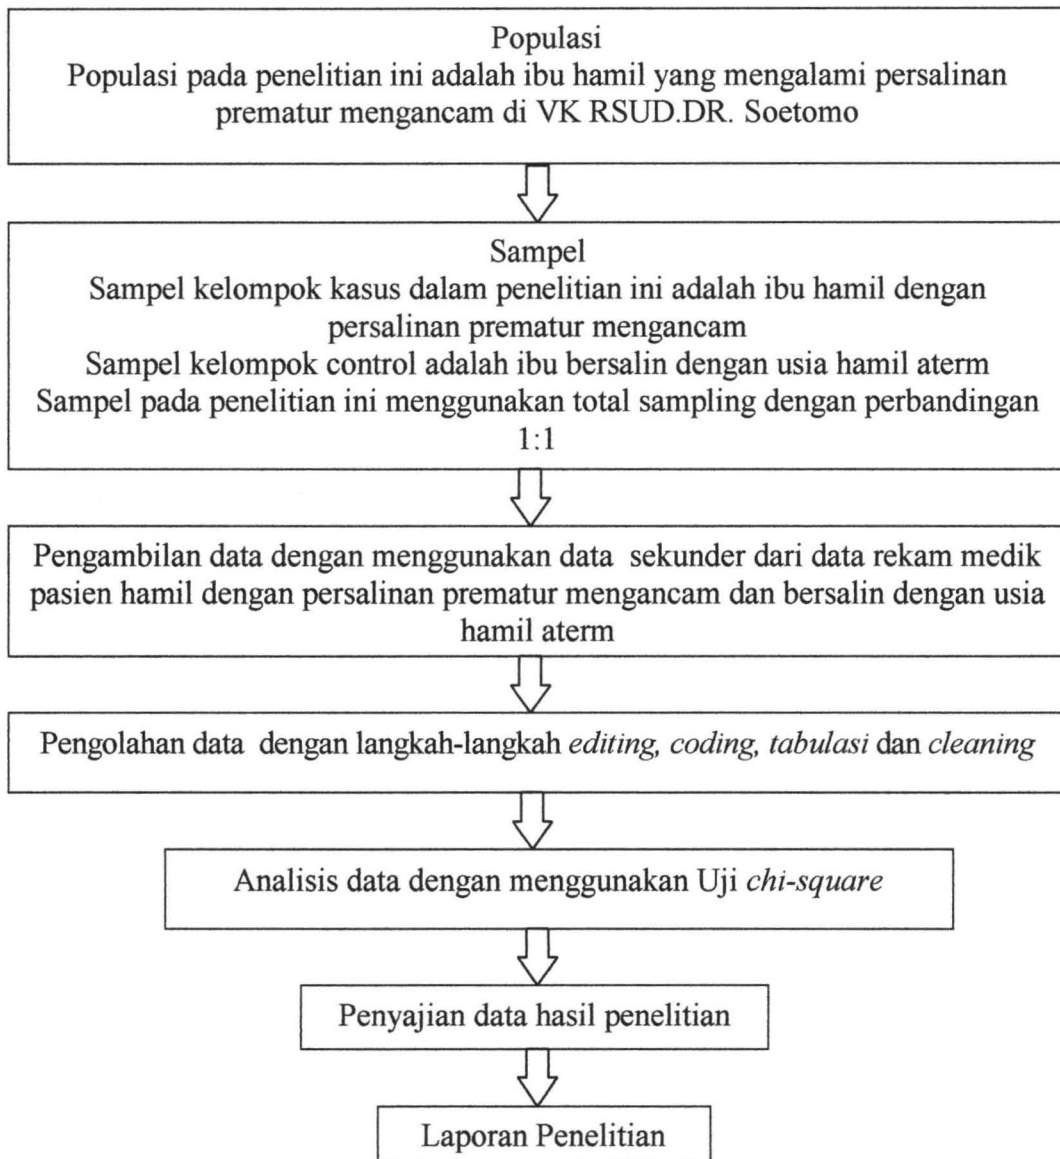 Populasi
Populasi pada penelitian ini adalah ibu hamil yang mengalami persalinan
prematur mengancam di VK RSUD.DR. Soetomo
Sampel
Sampel kelompok kasus dalam penelitian ini adalah ibu hamil dengan
persalinan prematur mengancam
Sampel kelompok control adalah ibu bersalin dengan usia hamil aterm
Sampel pada penelitian ini menggunakan total sampling dengan perbandingan
1:1
Pengambilan data dengan menggunakan data sekunder dari data rekam medik
pasien hamil dengan persalinan prematur mengancam dan bersalin dengan usia
hamil aterm
Pengolahan data dengan langkah-langkah editing, coding, tabulasi dan cleaning
Analisis data dengan menggunakan Uji chi-square
Penyajian data hasil penelitian
Laporan Penelitian